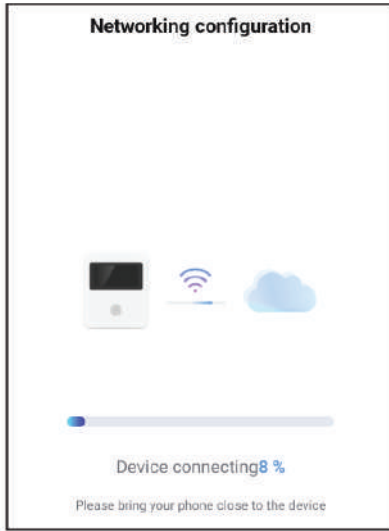 Networking configuration
Device connecting8 %
Please bring your phone close to the device